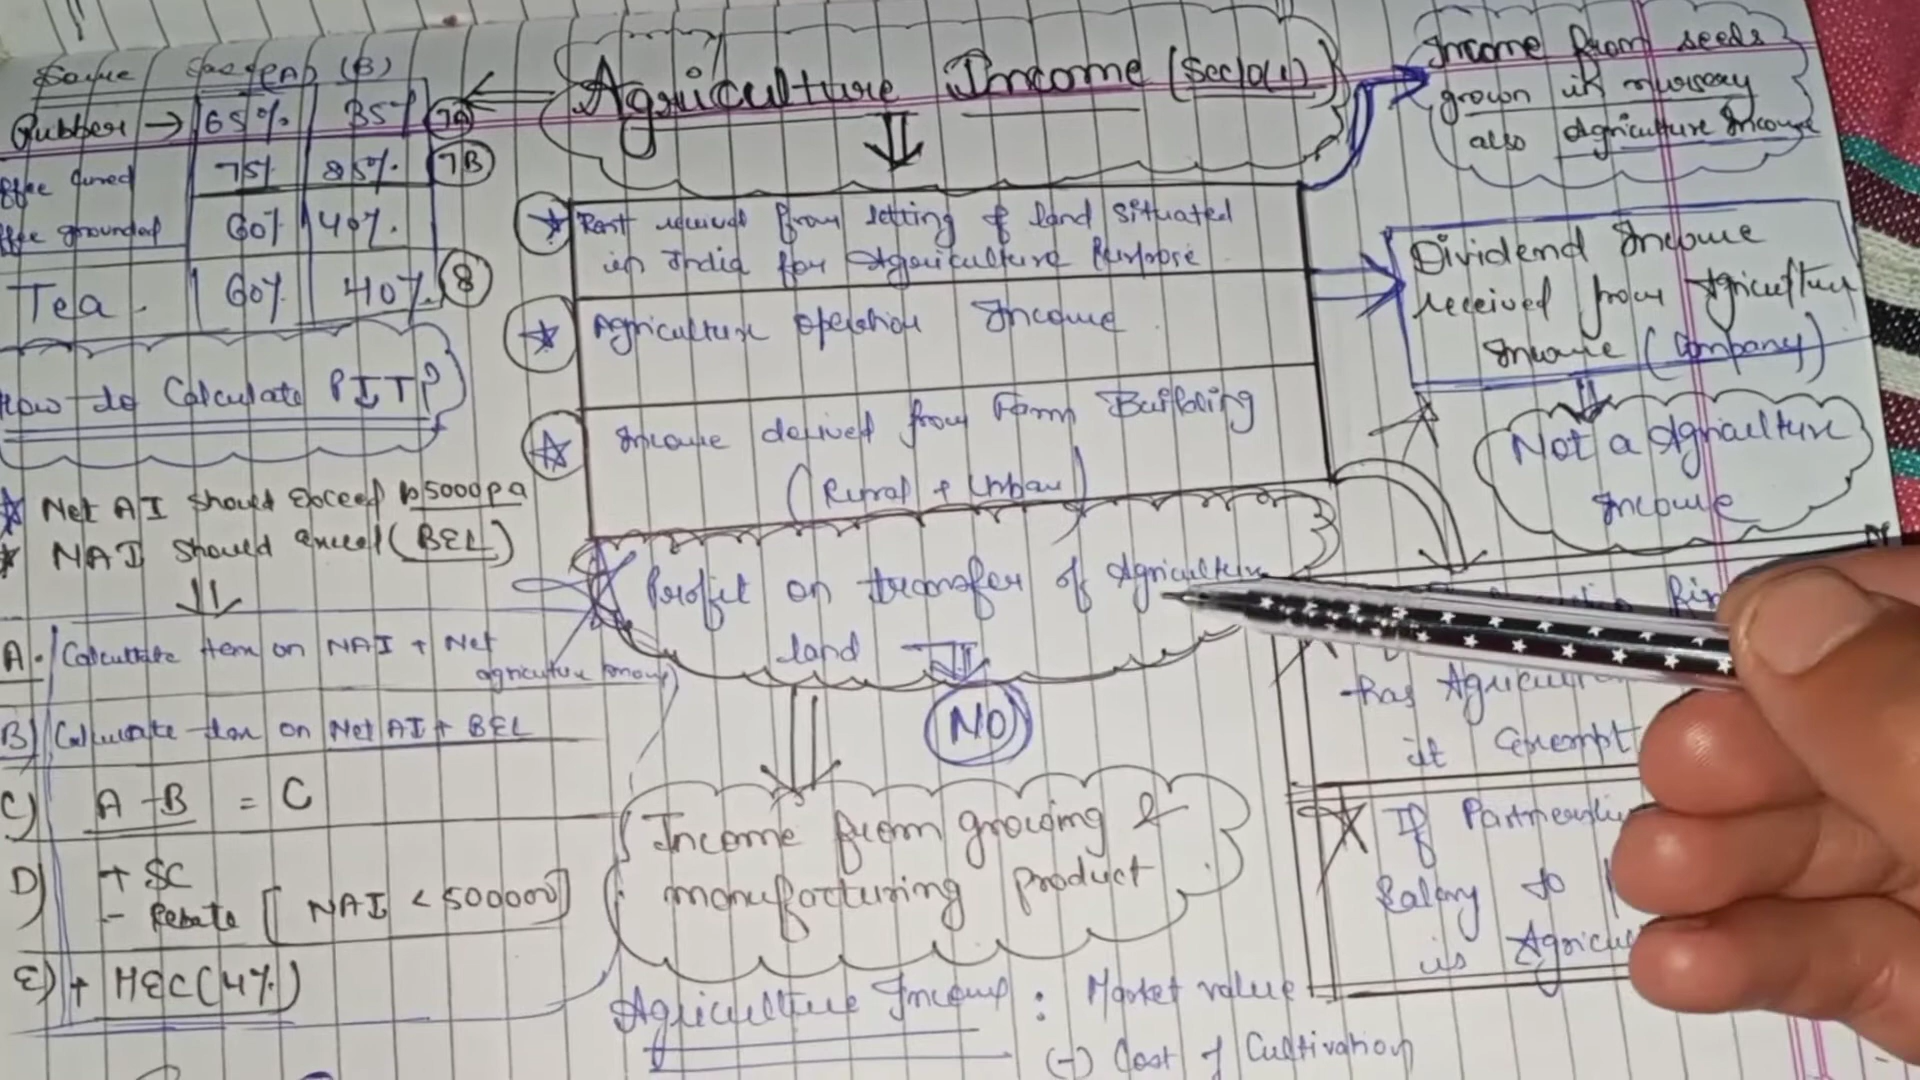 Rubber → 65% 35% 7A
cured 75% 25% 7B
grounded 60% 40%
Tea 60% 40% 8
How to Calculate PIT?
Net AI should exceed 5000 pa
NAI should exceed (BEL)
A. Calculate tax on NAI + Net
agriculture income
B) Calculate tax on Net AI + BEL
C) A - B = C
D) + SC
- Rebate [NAI < 500000]
E) + HEC (4%)
Agriculture Income (Sec 10(1))
Rent received from letting of land situated
in India for Agriculture Purpose
Agriculture operation Income
Income derived from Farm Building
(Rural + Urban)
Profit on transfer of Agriculture
land
NO
Income from growing &
manufacturing Product
Agriculture Income : Market value
(-) Cost of Cultivation
Income from seeds
grown in nursery
also Agriculture Income
Dividend Income
received from Agriculture
Income (Company)
Not a Agriculture
Income
has
it exempt
If
Salary to
is